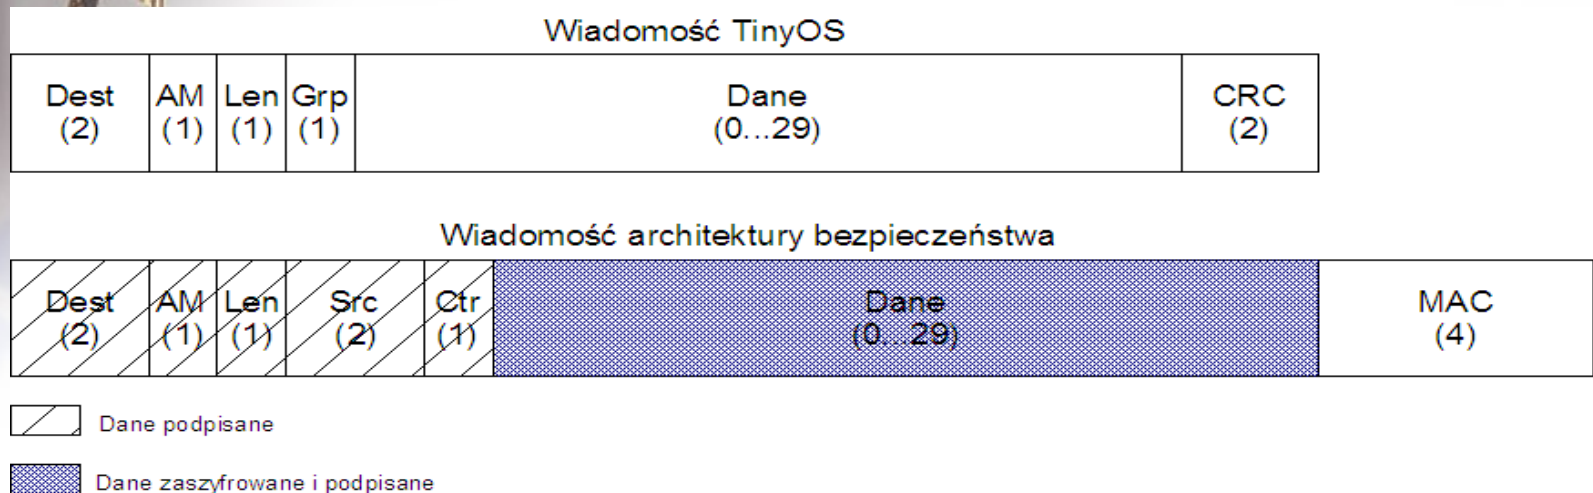 Wiadomość TinyOS
Dest AM Len Grp Dane CRC
(2) (1) (1) (1) (0...29) (2)
Wiadomość architektury bezpieczeństwa
Dest AM Len Src Ctr Dane MAC
(2) (1) (1) (2) (1) (0...29) (4)
Dane podpisane
Dane zaszyfrowane i podpisane